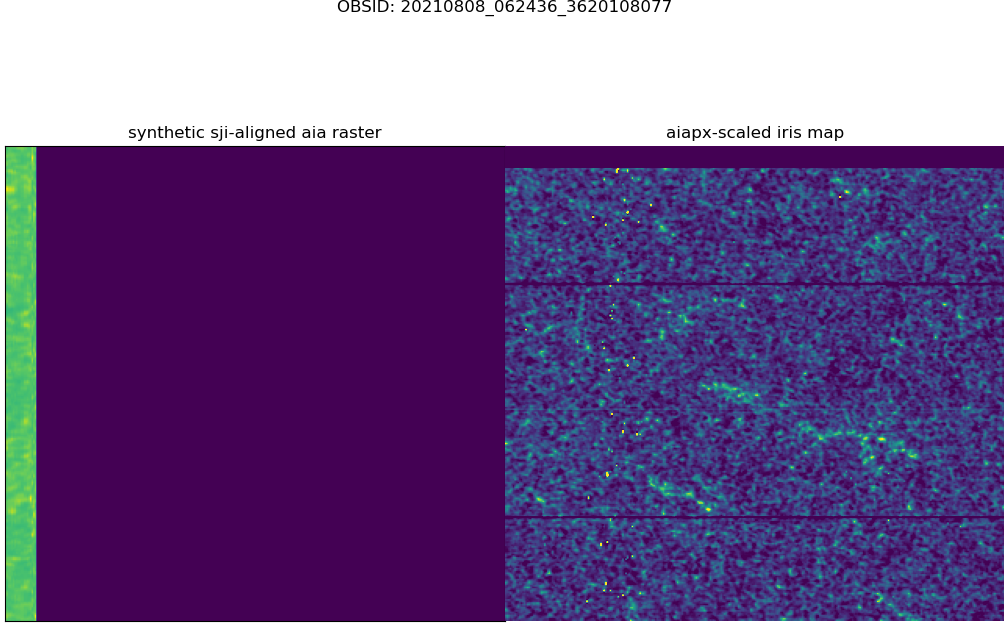 OBSID: 20210808_062436_3620108077
synthetic sji-aligned aia raster
aiapx-scaled iris map